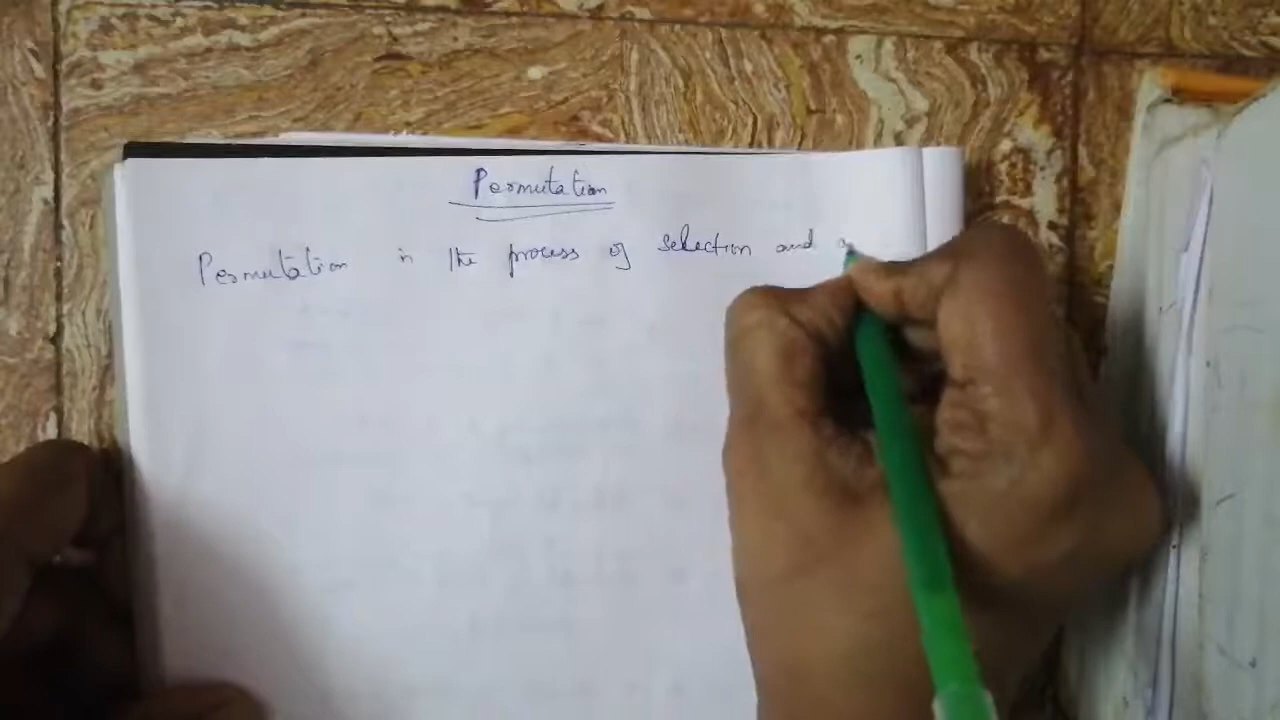 Permutation
Permutation is the process of selection and